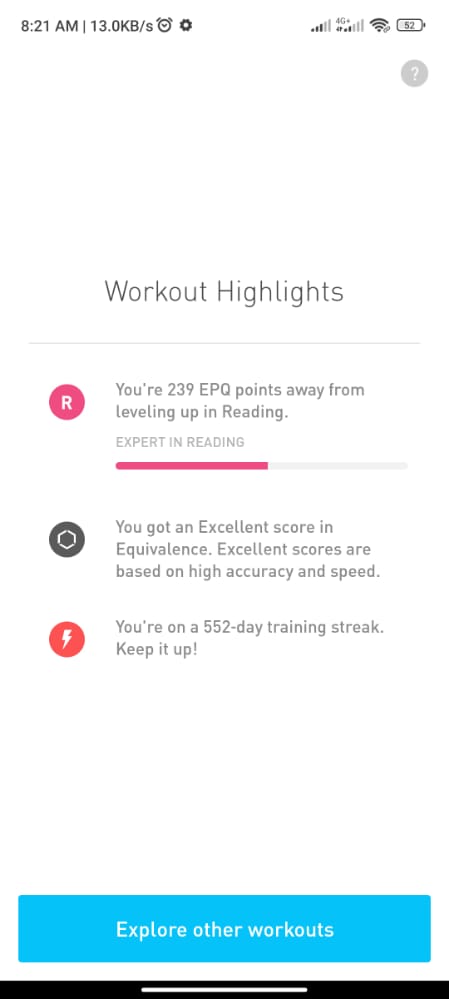 8:21 AM | 13.0KB/s 4G+ 52
?
Workout Highlights
R
You're 239 EPQ points away from
leveling up in Reading.
EXPERT IN READING
You got an Excellent score in
Equivalence. Excellent scores are
based on high accuracy and speed.
You're on a 552-day training streak.
Keep it up!
Explore other workouts